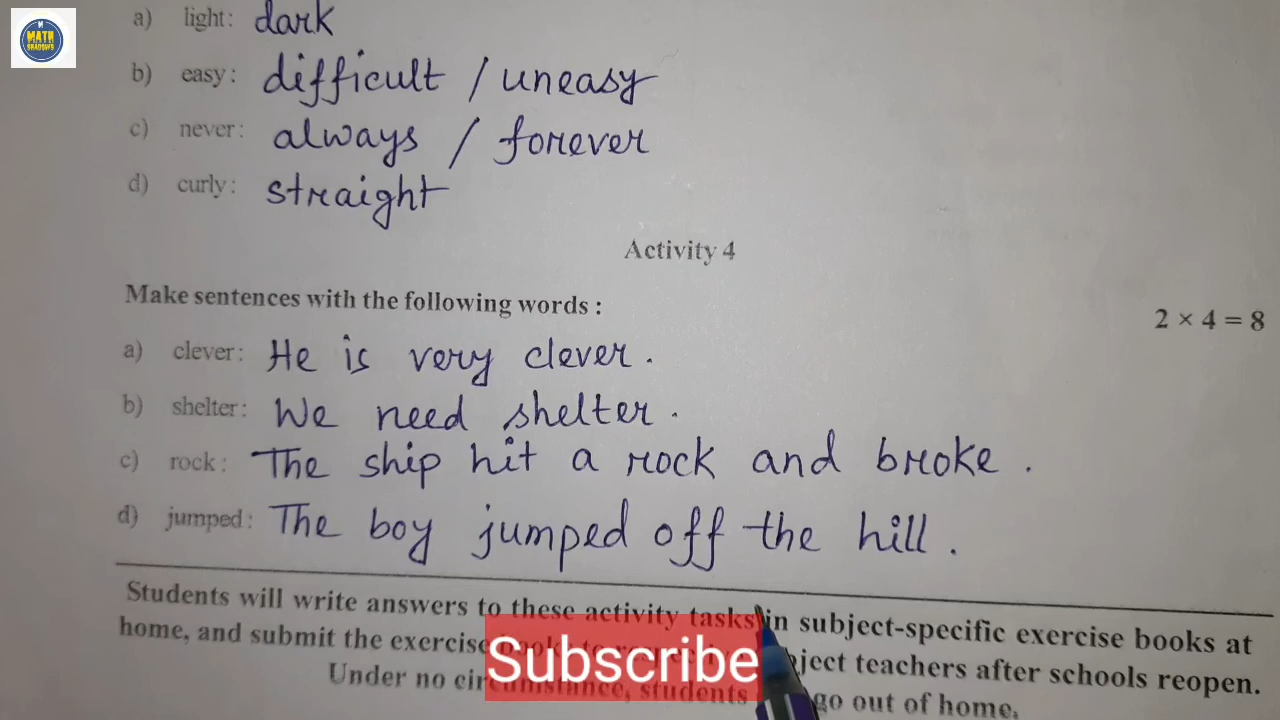 M
MATH
SHADOWS
a) light: dark
b) easy: difficult / uneasy
c) never: always / forever
d) curly: straight
Activity 4
Make sentences with the following words :
2 × 4 = 8
a) clever: He is very clever.
b) shelter: We need shelter.
c) rock: The ship hit a rock and broke.
d) jumped: The boy jumped off the hill.
Students will write answers to these activity tasks in subject-specific exercise books at
home, and submit the exercise subject teachers after schools reopen.
Under no circumstance, students go out of home.
Subscribe